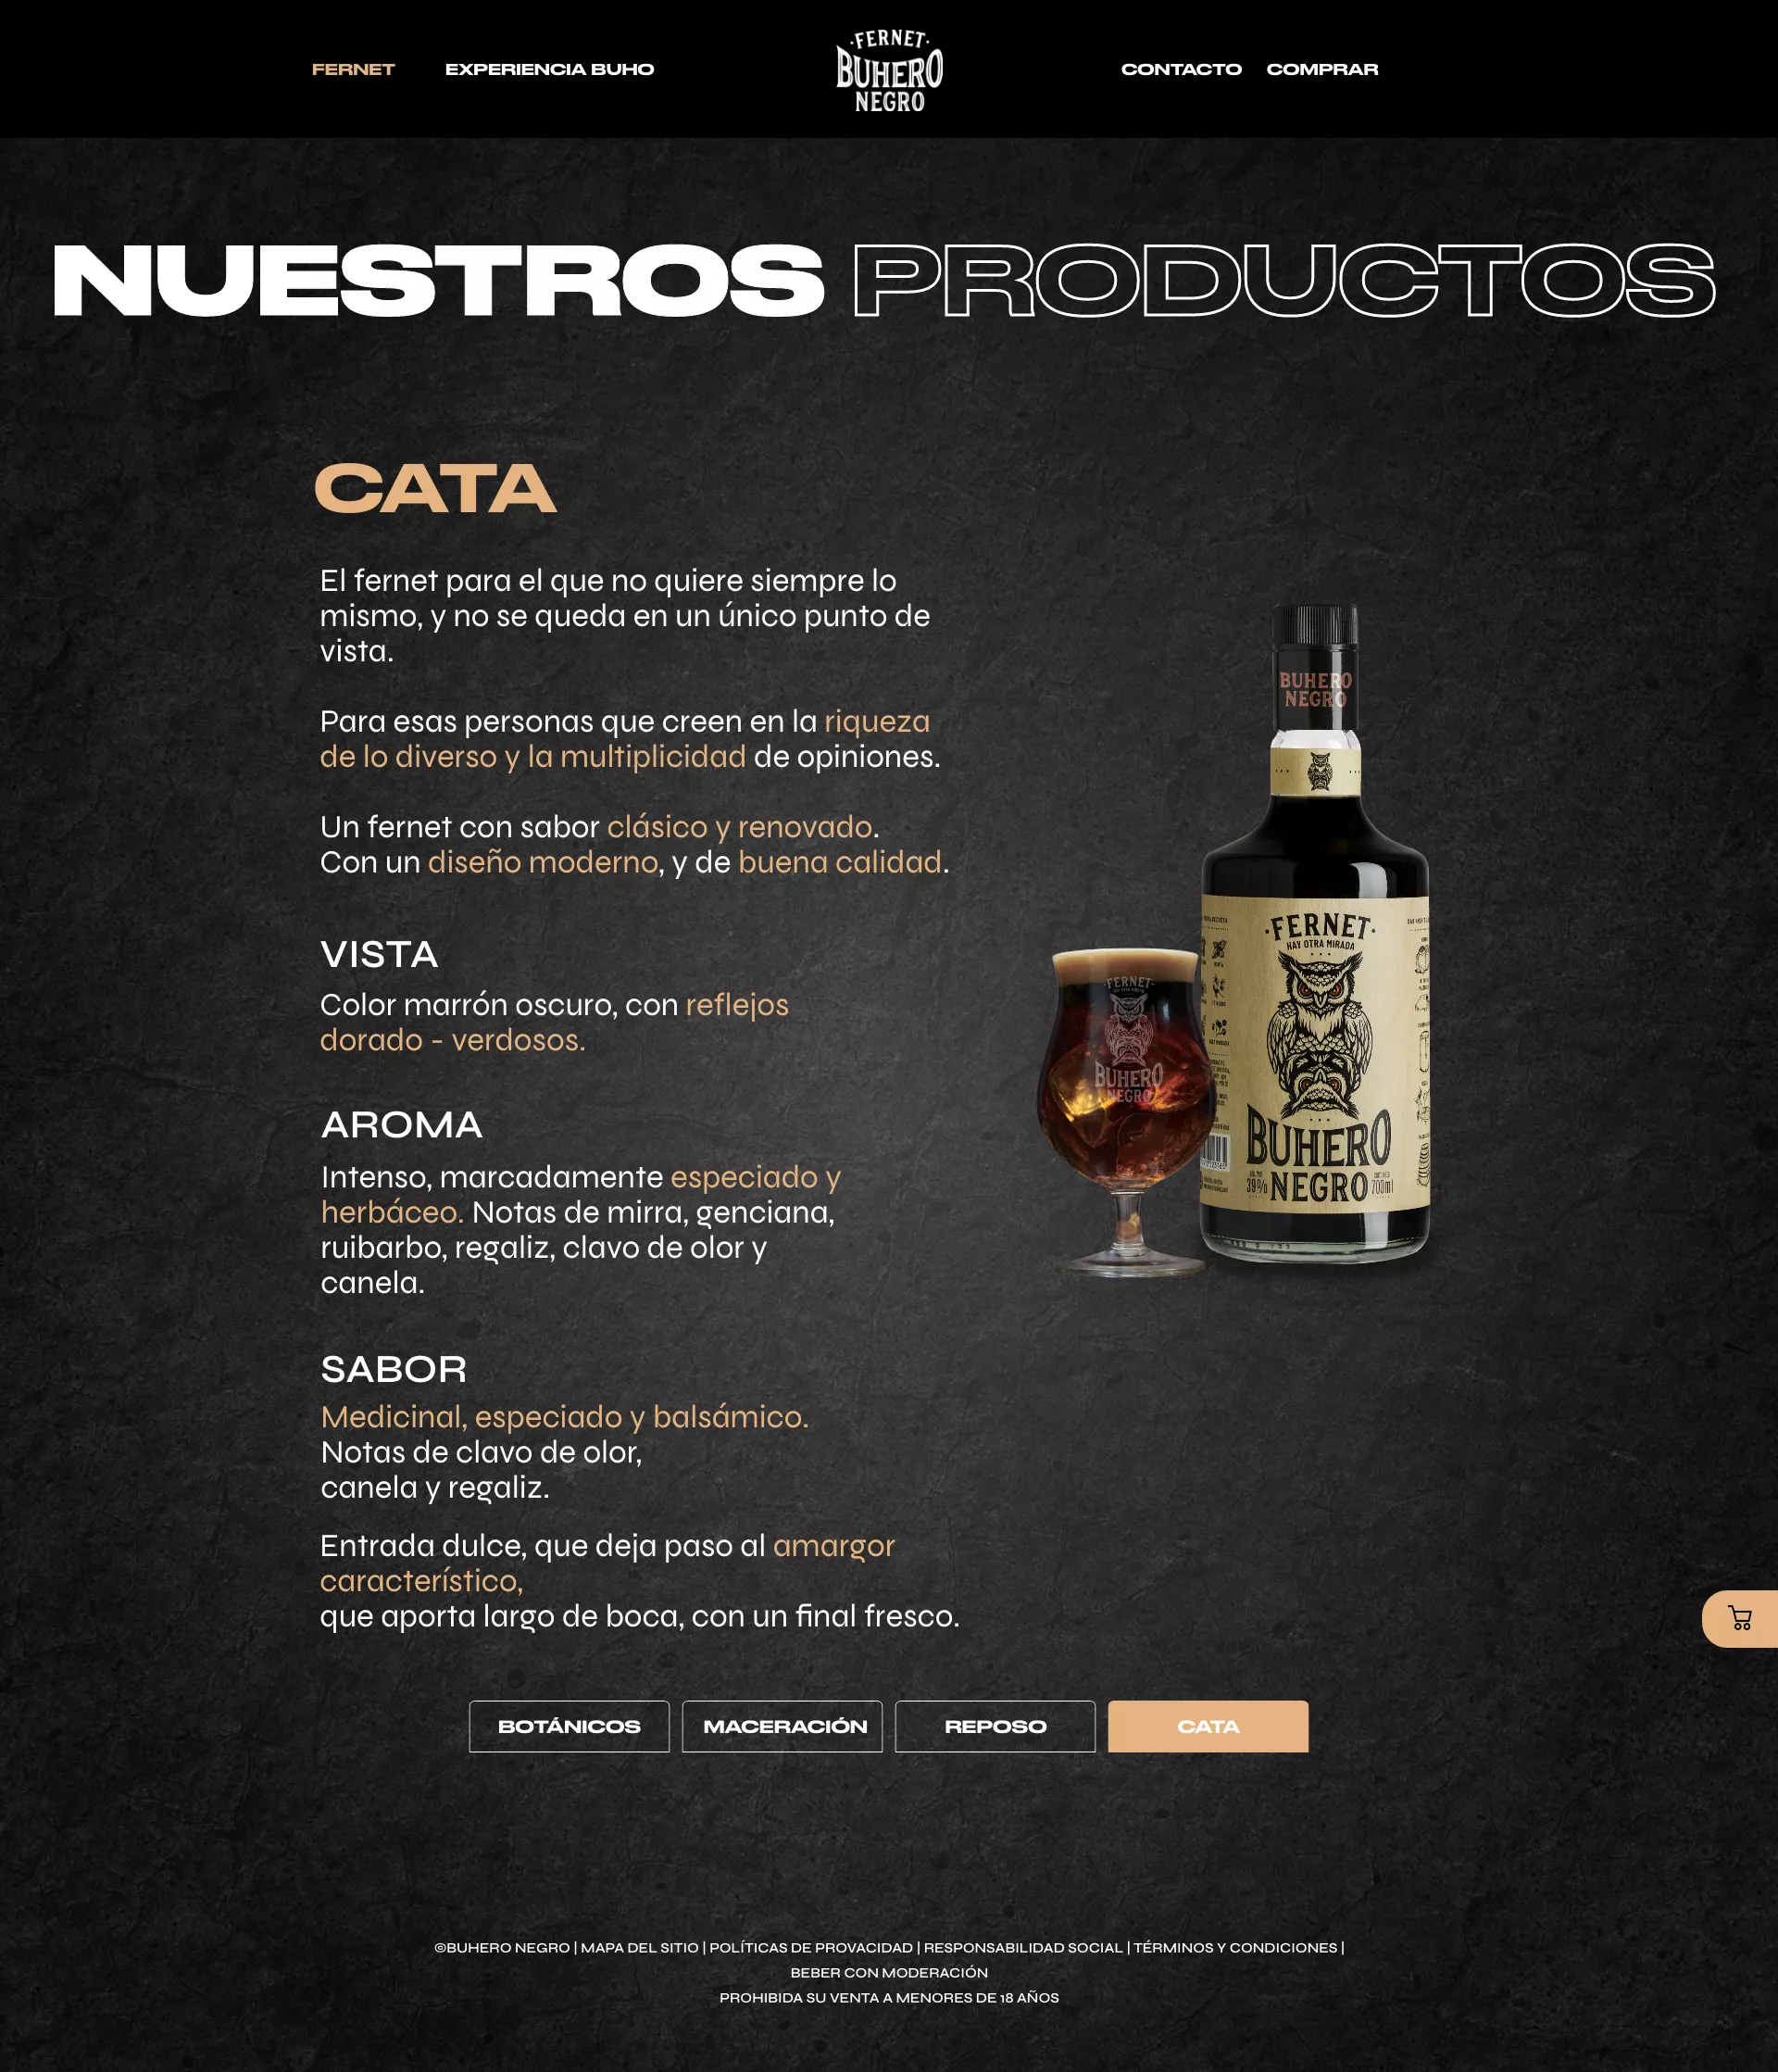 FERNET EXPERIENCIA BUHO
·FERNET·
BUHERO
NEGRO
CONTACTO COMPRAR
NUESTROS PRODUCTOS
CATA
El fernet para el que no quiere siempre lo
mismo, y no se queda en un único punto de
vista.
Para esas personas que creen en la riqueza
de lo diverso y la multiplicidad de opiniones.
Un fernet con sabor clásico y renovado.
Con un diseño moderno, y de buena calidad.
VISTA
Color marrón oscuro, con reflejos
dorado - verdosos.
AROMA
Intenso, marcadamente especiado y
herbáceo. Notas de mirra, genciana,
ruibarbo, regaliz, clavo de olor y
canela.
SABOR
Medicinal, especiado y balsámico.
Notas de clavo de olor,
canela y regaliz.
Entrada dulce, que deja paso al amargor
característico,
que aporta largo de boca, con un final fresco.
BUHERO
NEGRO
·FERNET·
HAY OTRA MIRADA
BUHERO
NEGRO
39%
700ml
·FERNET·
BUHERO
NEGRO
BOTÁNICOS MACERACIÓN REPOSO CATA
©BUHERO NEGRO | MAPA DEL SITIO | POLÍTICAS DE PROVACIDAD | RESPONSABILIDAD SOCIAL | TÉRMINOS Y CONDICIONES |
BEBER CON MODERACIÓN
PROHIBIDA SU VENTA A MENORES DE 18 AÑOS